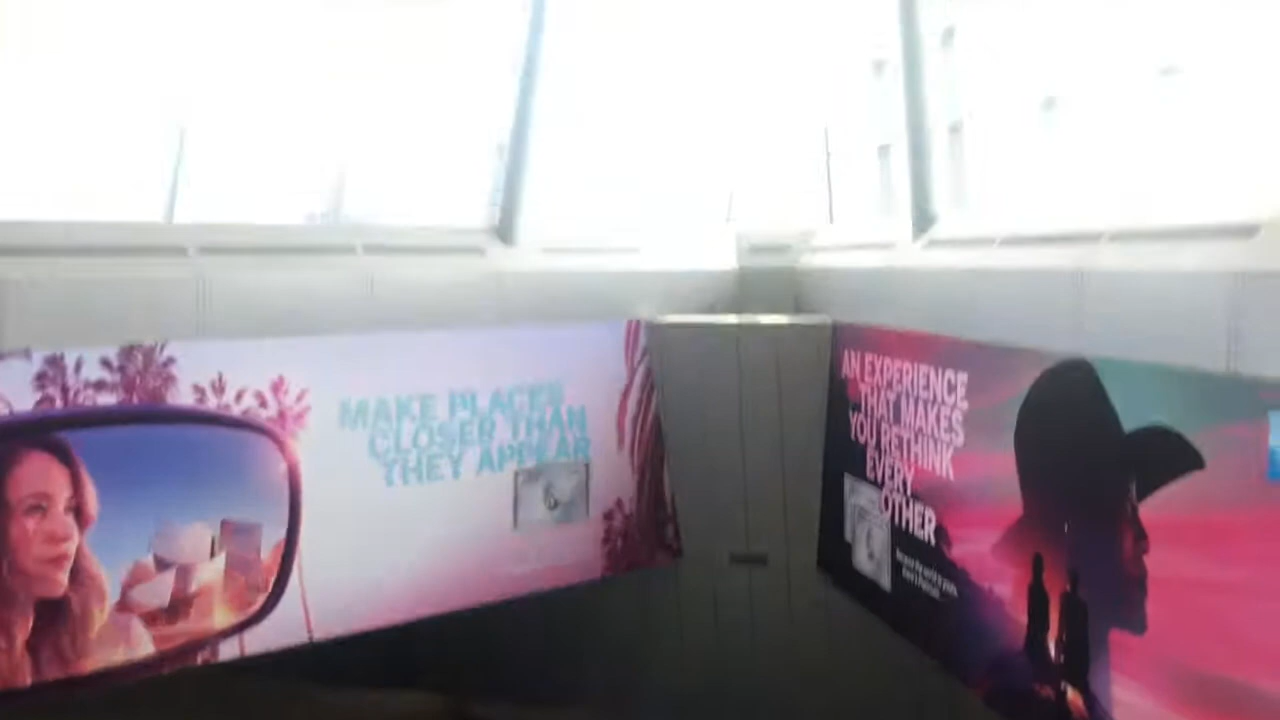 MAKE PLACES
CLOSER THAN
THEY APPEAR
AN EXPERIENCE
THAT MAKES
YOU RETHINK
EVERY
OTHER